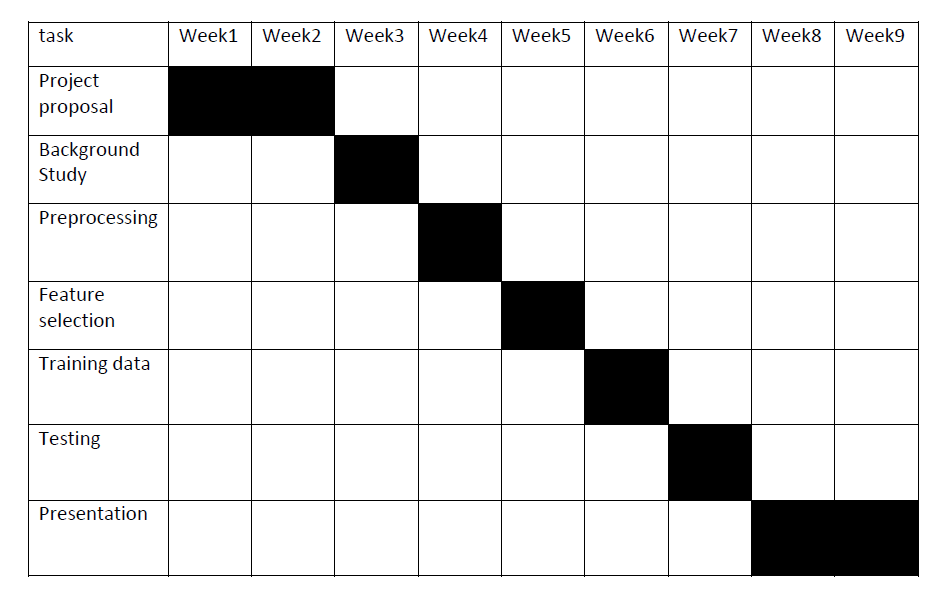 task Week1 Week2 Week3 Week4 Week5 Week6 Week7 Week8 Week9
Project
proposal
Background
Study
Preprocessing
Feature
selection
Training data
Testing
Presentation